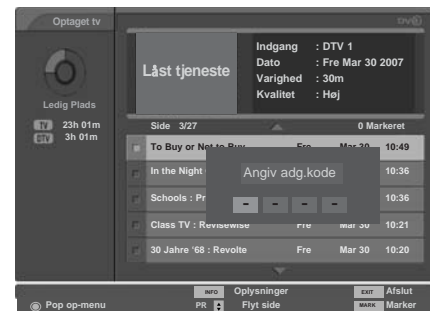 Optaget tv
DVD
Låst tjeneste
Indgang : DTV 1
Dato : Fre Mar 30 2007
Varighed : 30m
Kvalitet : Høj
Ledig Plads
TV 23h 01m
DTV 3h 01m
Side 3/27 0 Markeret
To Buy or Not to Buy Fre Mar 30 10:49
In the Night 10:36
Schools : Pr 10:36
Class TV : Revisewise Fre Mar 30 10:21
30 Jahre '68 : Revolte Fre Mar 30 10:20
Angiv adg.kode
- - - -
INFO Oplysninger EXIT Afslut
Pop op-menu PR Flyt side MARK Marker